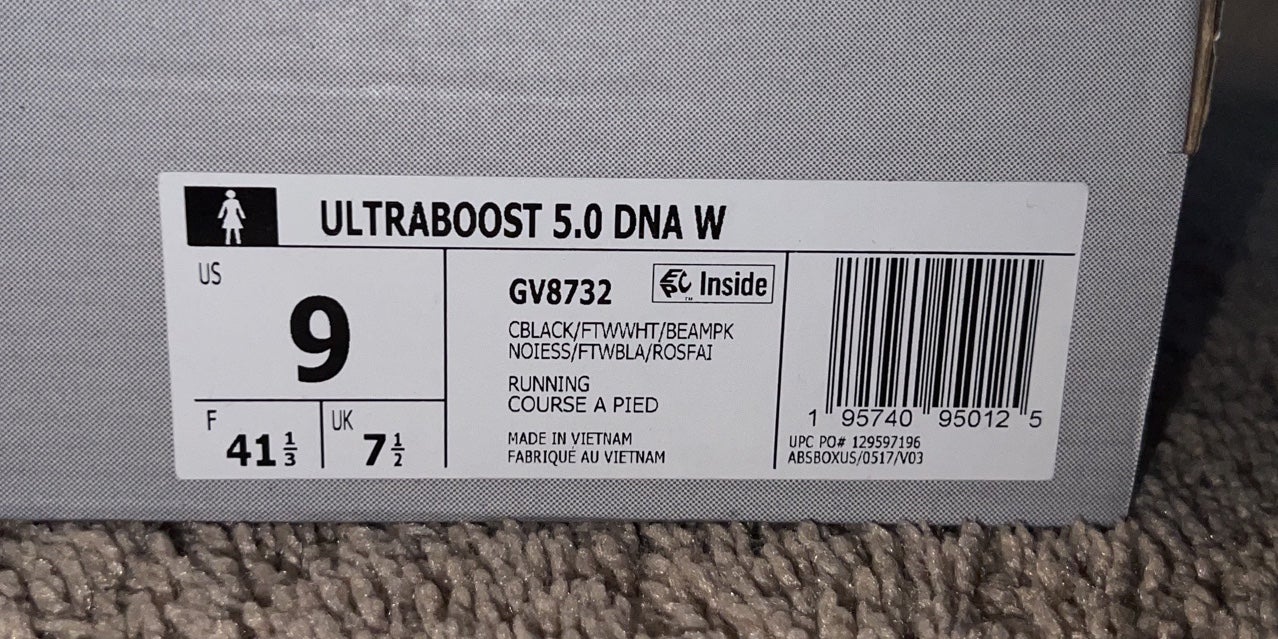 ULTRABOOST 5.0 DNA W
US
9
F
41 1/3
UK
7 1/2
GV8732
EPC Inside
™
CBLACK/FTWWHT/BEAMPK
NOIESS/FTWBLA/ROSFAI
RUNNING
COURSE A PIED
MADE IN VIETNAM
FABRIQUÉ AU VIETNAM
1 95740 95012 5
UPC PO# 129597196
ABSBOXUS/0517/V03